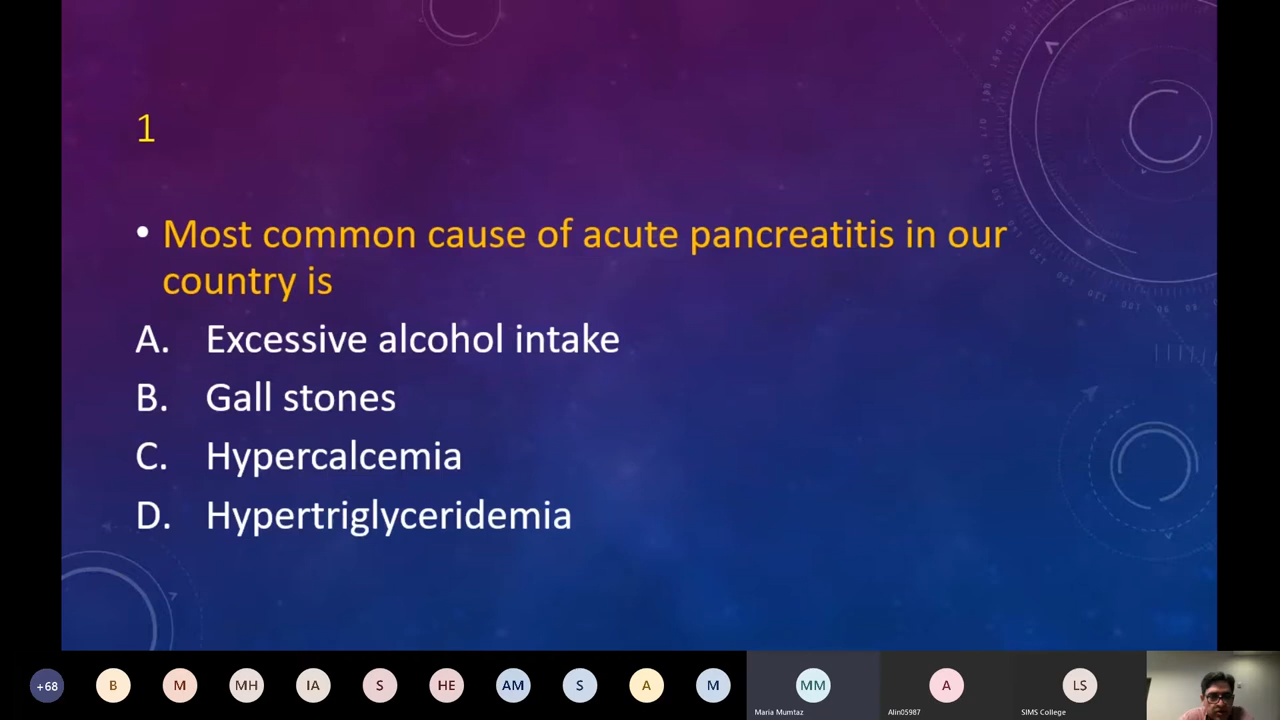 1
• Most common cause of acute pancreatitis in our
country is
A. Excessive alcohol intake
B. Gall stones
C. Hypercalcemia
D. Hypertriglyceridemia
+68 B M MH IA S HE AM S A M MM A LS
Maria Mumtaz Alin05987 SIMS College